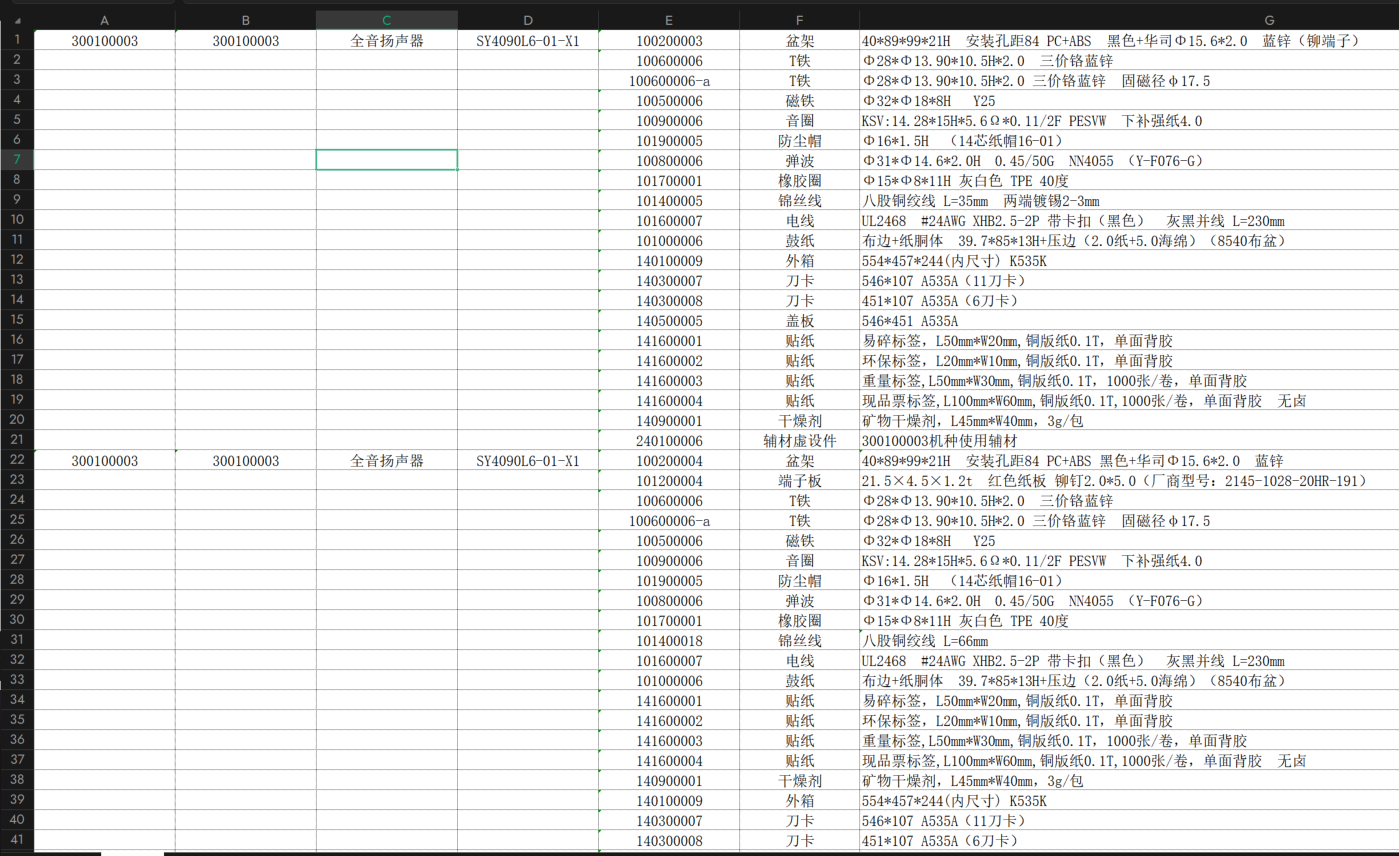 A B C D E F G
1 300100003 300100003 全音扬声器 SY4090L6-01-X1 100200003 盆架 40*89*99*21H 安装孔距84 PC+ABS 黑色+华司Φ15.6*2.0 蓝锌（铆端子）
2 100600006 T铁 Φ28*Φ13.90*10.5H*2.0 三价铬蓝锌
3 100600006-a T铁 Φ28*Φ13.90*10.5H*2.0 三价铬蓝锌 固磁径φ17.5
4 100500006 磁铁 Φ32*Φ18*8H Y25
5 100900006 音圈 KSV:14.28*15H*5.6Ω*0.11/2F PESVW 下补强纸4.0
6 101900005 防尘帽 Φ16*1.5H （14芯纸帽16-01）
7 100800006 弹波 Φ31*Φ14.6*2.0H 0.45/50G NN4055 （Y-F076-G）
8 101700001 橡胶圈 Φ15*Φ8*11H 灰白色 TPE 40度
9 101400005 锦丝线 八股铜绞线 L=35mm 两端镀锡2-3mm
10 101600007 电线 UL2468 #24AWG XHB2.5-2P 带卡扣（黑色） 灰黑并线 L=230mm
11 101000006 鼓纸 布边+纸胴体 39.7*85*13H+压边（2.0纸+5.0海绵）（8540布盆）
12 140100009 外箱 554*457*244(内尺寸) K535K
13 140300007 刀卡 546*107 A535A（11刀卡）
14 140300008 刀卡 451*107 A535A（6刀卡）
15 140500005 盖板 546*451 A535A
16 141600001 贴纸 易碎标签，L50mm*W20mm,铜版纸0.1T，单面背胶
17 141600002 贴纸 环保标签，L20mm*W10mm,铜版纸0.1T，单面背胶
18 141600003 贴纸 重量标签,L50mm*W30mm,铜版纸0.1T，1000张/卷，单面背胶
19 141600004 贴纸 现品票标签,L100mm*W60mm,铜版纸0.1T,1000张/卷，单面背胶 无卤
20 140900001 干燥剂 矿物干燥剂，L45mm*W40mm，3g/包
21 240100006 辅材虚设件 300100003机种使用辅材
22 300100003 300100003 全音扬声器 SY4090L6-01-X1 100200004 盆架 40*89*99*21H 安装孔距84 PC+ABS 黑色+华司Φ15.6*2.0 蓝锌
23 101200004 端子板 21.5×4.5×1.2t 红色纸板 铆钉2.0*5.0（厂商型号：2145-1028-20HR-191）
24 100600006 T铁 Φ28*Φ13.90*10.5H*2.0 三价铬蓝锌
25 100600006-a T铁 Φ28*Φ13.90*10.5H*2.0 三价铬蓝锌 固磁径φ17.5
26 100500006 磁铁 Φ32*Φ18*8H Y25
27 100900006 音圈 KSV:14.28*15H*5.6Ω*0.11/2F PESVW 下补强纸4.0
28 101900005 防尘帽 Φ16*1.5H （14芯纸帽16-01）
29 100800006 弹波 Φ31*Φ14.6*2.0H 0.45/50G NN4055 （Y-F076-G）
30 101700001 橡胶圈 Φ15*Φ8*11H 灰白色 TPE 40度
31 101400018 锦丝线 八股铜绞线 L=66mm
32 101600007 电线 UL2468 #24AWG XHB2.5-2P 带卡扣（黑色） 灰黑并线 L=230mm
33 101000006 鼓纸 布边+纸胴体 39.7*85*13H+压边（2.0纸+5.0海绵）（8540布盆）
34 141600001 贴纸 易碎标签，L50mm*W20mm,铜版纸0.1T，单面背胶
35 141600002 贴纸 环保标签，L20mm*W10mm,铜版纸0.1T，单面背胶
36 141600003 贴纸 重量标签,L50mm*W30mm,铜版纸0.1T，1000张/卷，单面背胶
37 141600004 贴纸 现品票标签,L100mm*W60mm,铜版纸0.1T,1000张/卷，单面背胶 无卤
38 140900001 干燥剂 矿物干燥剂，L45mm*W40mm，3g/包
39 140100009 外箱 554*457*244(内尺寸) K535K
40 140300007 刀卡 546*107 A535A（11刀卡）
41 140300008 刀卡 451*107 A535A（6刀卡）